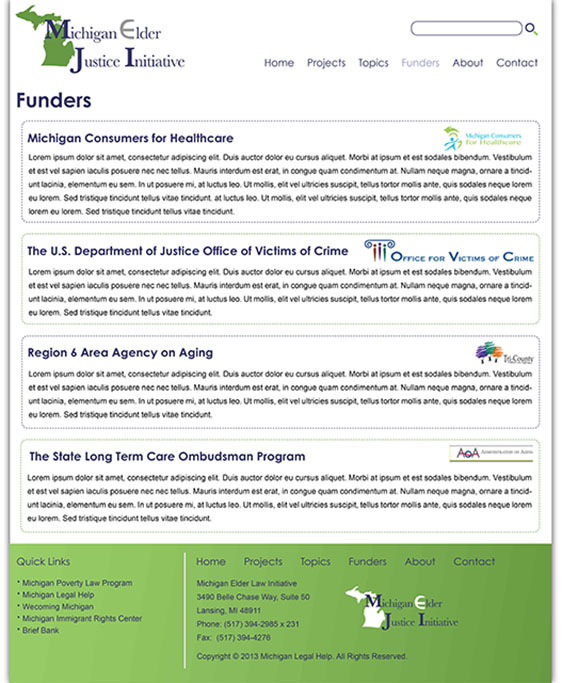 Michigan Elder
Justice Initiative
Home Projects Topics Funders About Contact
Funders
Michigan Consumers for Healthcare
Michigan Consumers
for Healthcare
Lorem ipsum dolor sit amet, consectetur adipiscing elit. Duis auctor dolor eu cursus aliquet. Morbi at ipsum et est sodales bibendum. Vestibulum
et est vel sapien iaculis posuere nec nec tellus. Mauris interdum est erat, in congue quam condimentum at. Nullam neque magna, ornare a tincid-
unt lacinia, elementum eu sem. In ut posuere mi, at luctus leo. Ut mollis, elit vel ultricies suscipit, tellus tortor mollis ante, quis sodales neque lorem
eu lorem. Sed tristique tincidunt tellus vitae tincidunt. at luctus leo. Ut mollis, elit vel ultricies suscipit, tellus tortor mollis ante, quis sodales neque
lorem eu lorem. Sed tristique tincidunt tellus vitae tincidunt.
The U.S. Department of Justice Office of Victims of Crime
Office for Victims of Crime
Lorem ipsum dolor sit amet, consectetur adipiscing elit. Duis auctor dolor eu cursus aliquet. Morbi at ipsum et est sodales bibendum. Vestibulum
et est vel sapien iaculis posuere nec nec tellus. Mauris interdum est erat, in congue quam condimentum at. Nullam neque magna, ornare a tincid-
unt lacinia, elementum eu sem. In ut posuere mi, at luctus leo. Ut mollis, elit vel ultricies suscipit, tellus tortor mollis ante, quis sodales neque lorem
eu lorem. Sed tristique tincidunt tellus vitae tincidunt.
Region 6 Area Agency on Aging
Tri-County
Lorem ipsum dolor sit amet, consectetur adipiscing elit. Duis auctor dolor eu cursus aliquet. Morbi at ipsum et est sodales bibendum. Vestibulum
et est vel sapien iaculis posuere nec nec tellus. Mauris interdum est erat, in congue quam condimentum at. Nullam neque magna, ornare a tincid-
unt lacinia, elementum eu sem. In ut posuere mi, at luctus leo. Ut mollis, elit vel ultricies suscipit, tellus tortor mollis ante, quis sodales neque lorem
eu lorem. Sed tristique tincidunt tellus vitae tincidunt.
The State Long Term Care Ombudsman Program
AoA Administration on Aging
Lorem ipsum dolor sit amet, consectetur adipiscing elit. Duis auctor dolor eu cursus aliquet. Morbi at ipsum et est sodales bibendum. Vestibulum
et est vel sapien iaculis posuere nec nec tellus. Mauris interdum est erat, in congue quam condimentum at. Nullam neque magna, ornare a tincid-
unt lacinia, elementum eu sem. In ut posuere mi, at luctus leo. Ut mollis, elit vel ultricies suscipit, tellus tortor mollis ante, quis sodales neque lorem
eu lorem. Sed tristique tincidunt tellus vitae tincidunt.
Quick Links
• Michigan Poverty Law Program
• Michigan Legal Help
• Wecoming Michigan
• Michigan Immigrant Rights Center
• Brief Bank
Home Projects Topics Funders About Contact
Michigan Elder Law Initiative
3490 Belle Chase Way, Suite 50
Lansing, MI 48911
Phone: (517) 394-2985 x 231
Fax: (517) 394-4276
Michigan Elder
Justice Initiative
Copyright © 2013 Michigan Legal Help. All Rights Reserved.